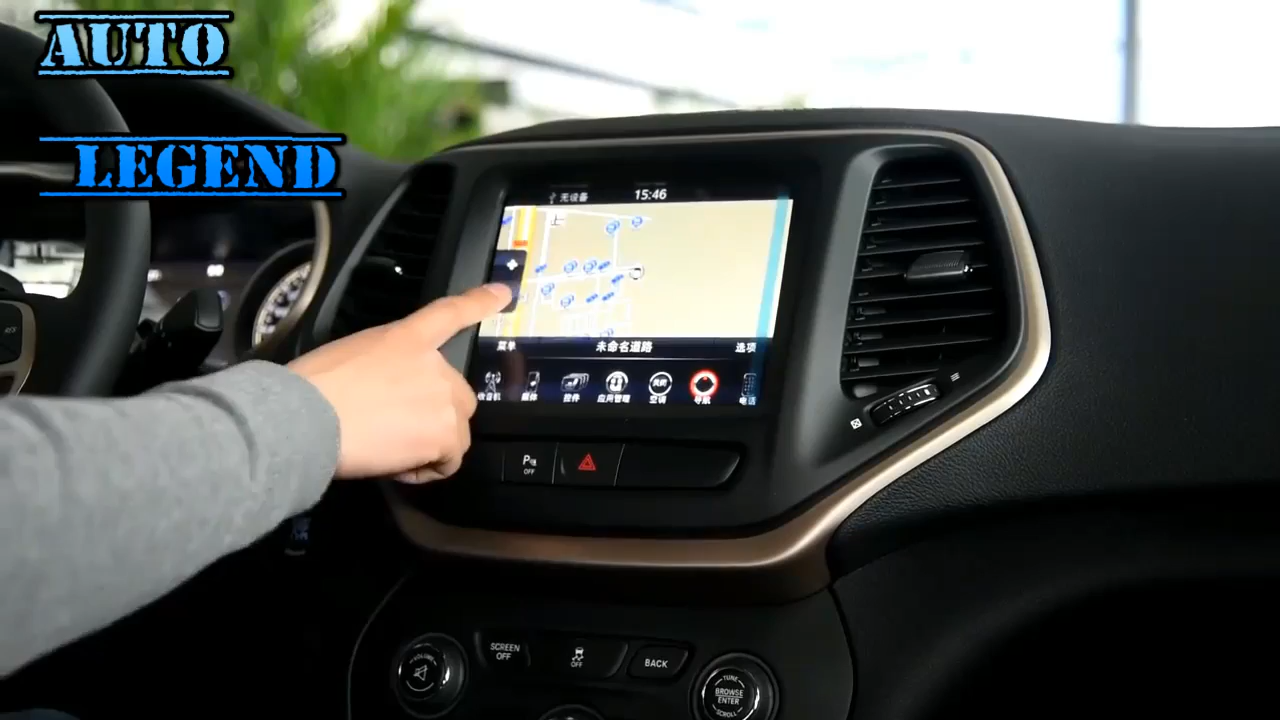 AUTO
LEGEND
无设备
15:46
菜单
未命名道路
选项
收音机
媒体
控件
应用管理
空调
导航
电话
P
OFF
SCREEN
OFF
OFF
BACK
VOLUME
TUNE
BROWSE
ENTER
SCROLL